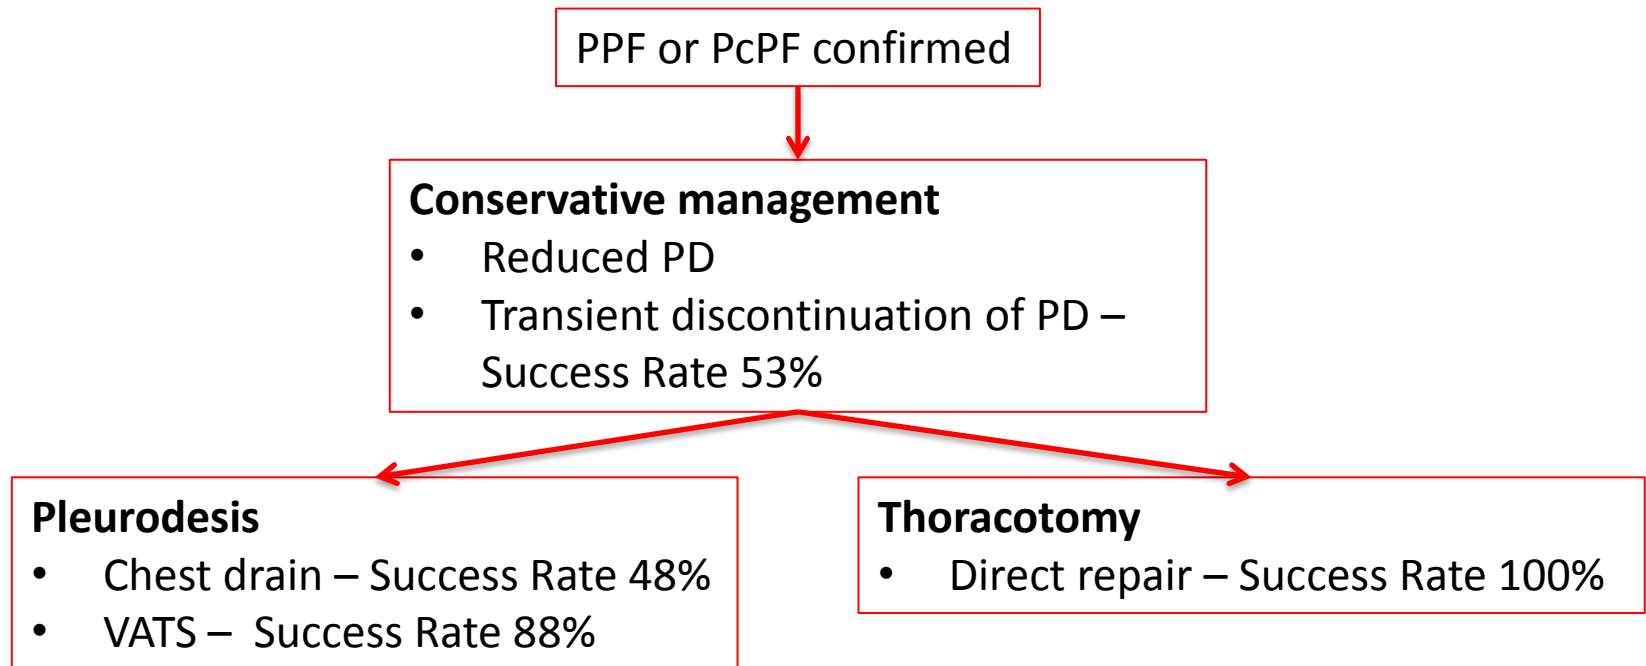 PPF or PcPF confirmed
Conservative management
• Reduced PD
• Transient discontinuation of PD –
Success Rate 53%
Pleurodesis
• Chest drain – Success Rate 48%
• VATS – Success Rate 88%
Thoracotomy
• Direct repair – Success Rate 100%